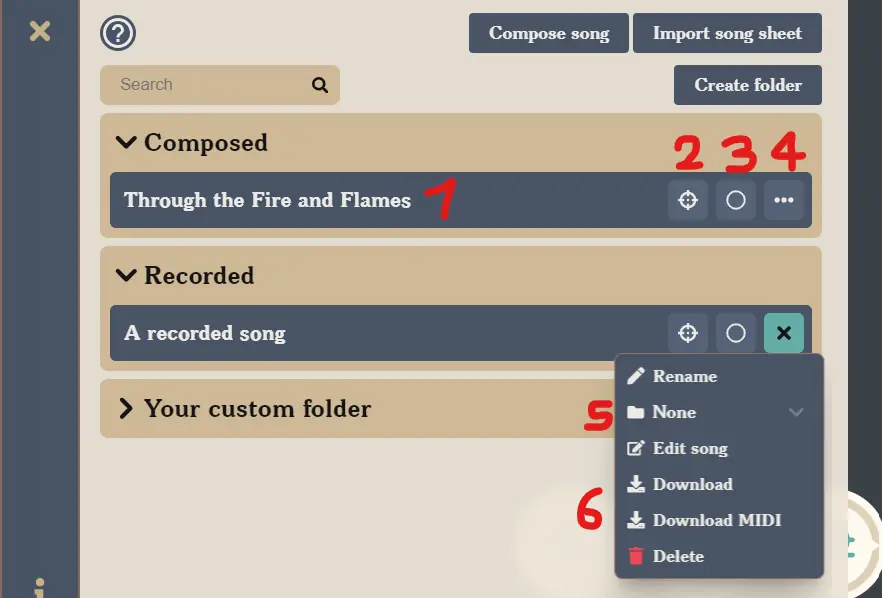 Compose song
Import song sheet
Search
Create folder
Composed
2 3 4
Through the Fire and Flames 1
Recorded
A recorded song
Rename
Your custom folder
5 None
Edit song
Download
6
Download MIDI
Delete